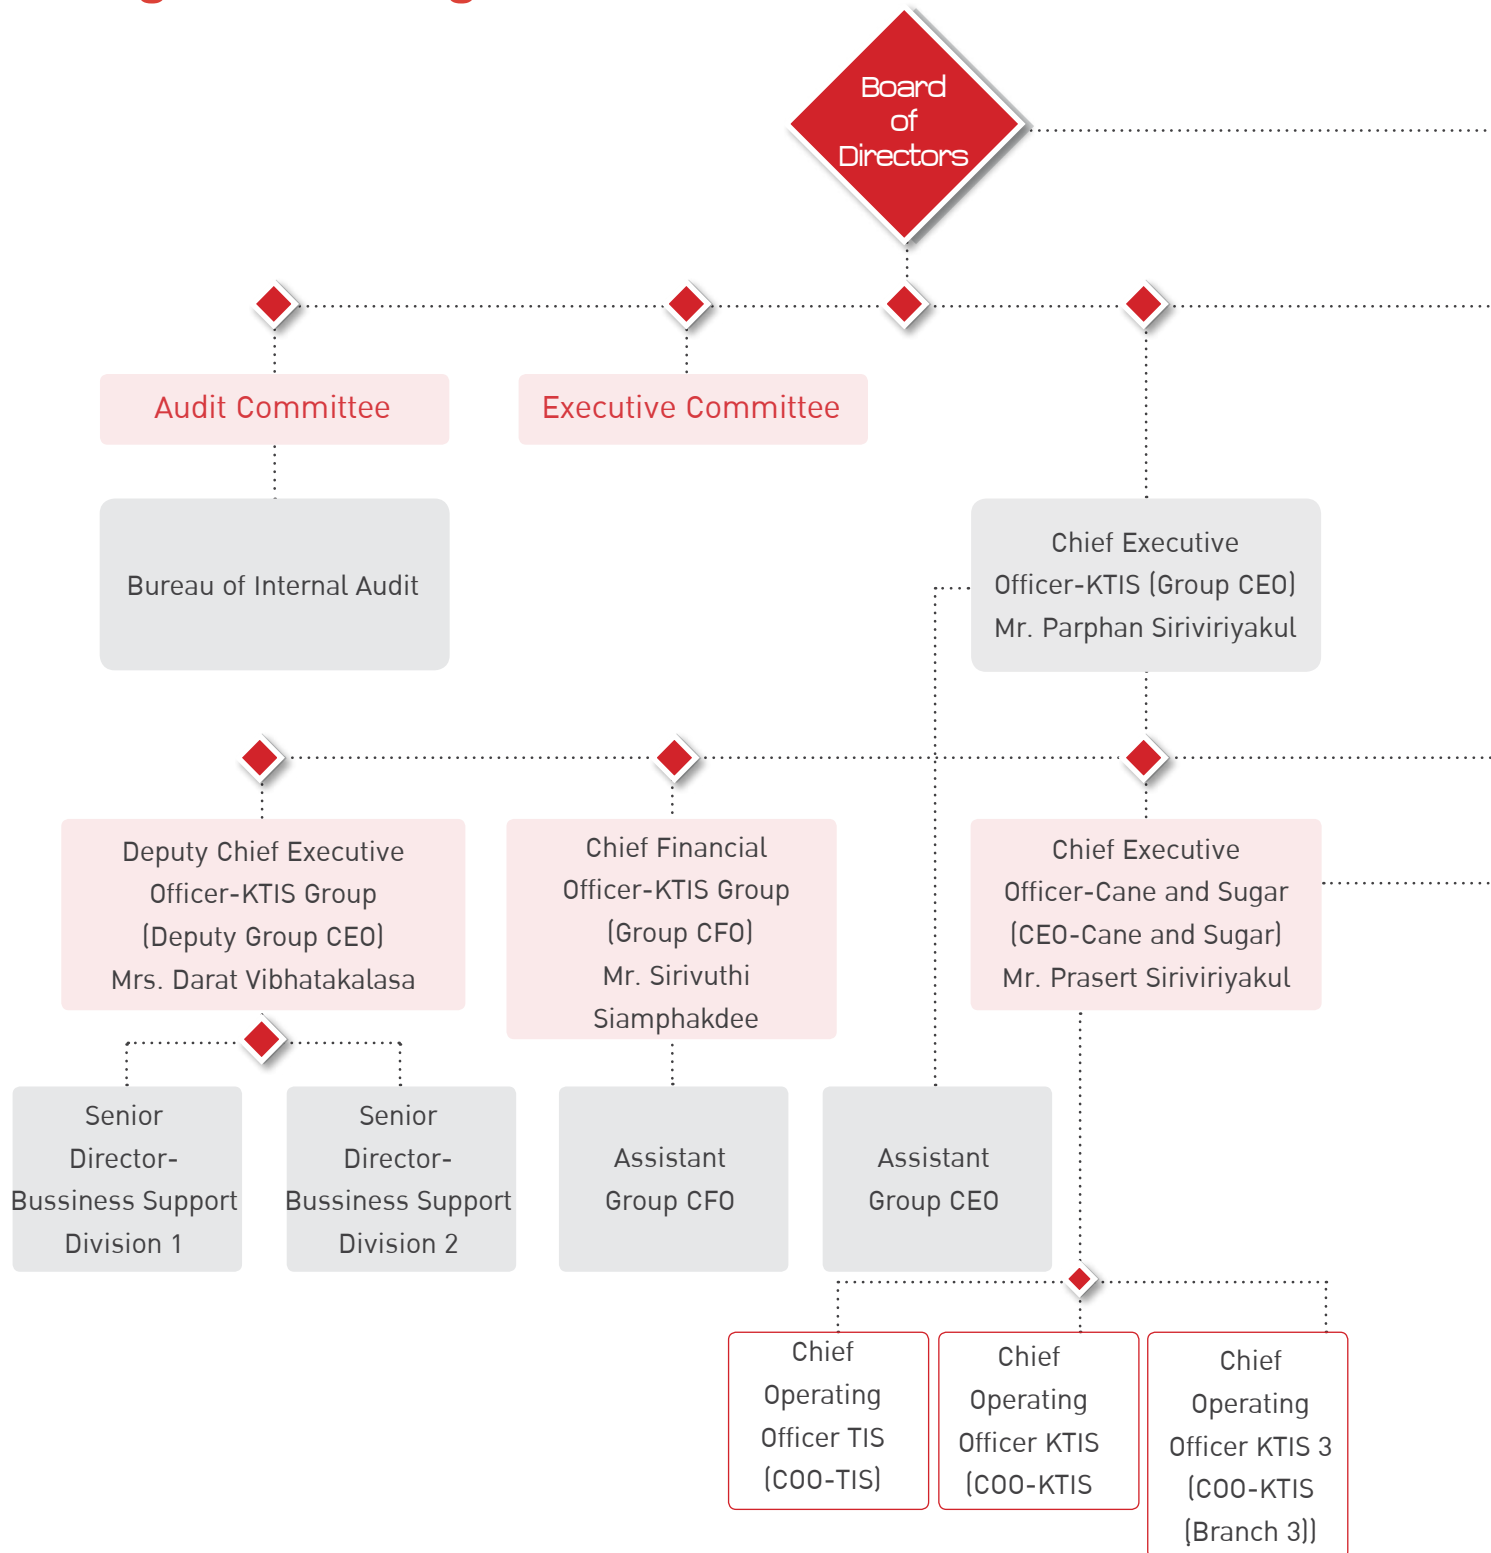 Board
of
Directors
Audit Committee
Executive Committee
Bureau of Internal Audit
Chief Executive
Officer-KTIS (Group CEO)
Mr. Parphan Siriviriyakul
Deputy Chief Executive
Officer-KTIS Group
(Deputy Group CEO)
Mrs. Darat Vibhatakalasa
Chief Financial
Officer-KTIS Group
(Group CFO)
Mr. Sirivuthi
Siamphakdee
Chief Executive
Officer-Cane and Sugar
(CEO-Cane and Sugar)
Mr. Prasert Siriviriyakul
Senior
Director-
Bussiness Support
Division 1
Senior
Director-
Bussiness Support
Division 2
Assistant
Group CFO
Assistant
Group CEO
Chief
Operating
Officer TIS
(COO-TIS)
Chief
Operating
Officer KTIS
(COO-KTIS
Chief
Operating
Officer KTIS 3
(COO-KTIS
(Branch 3))